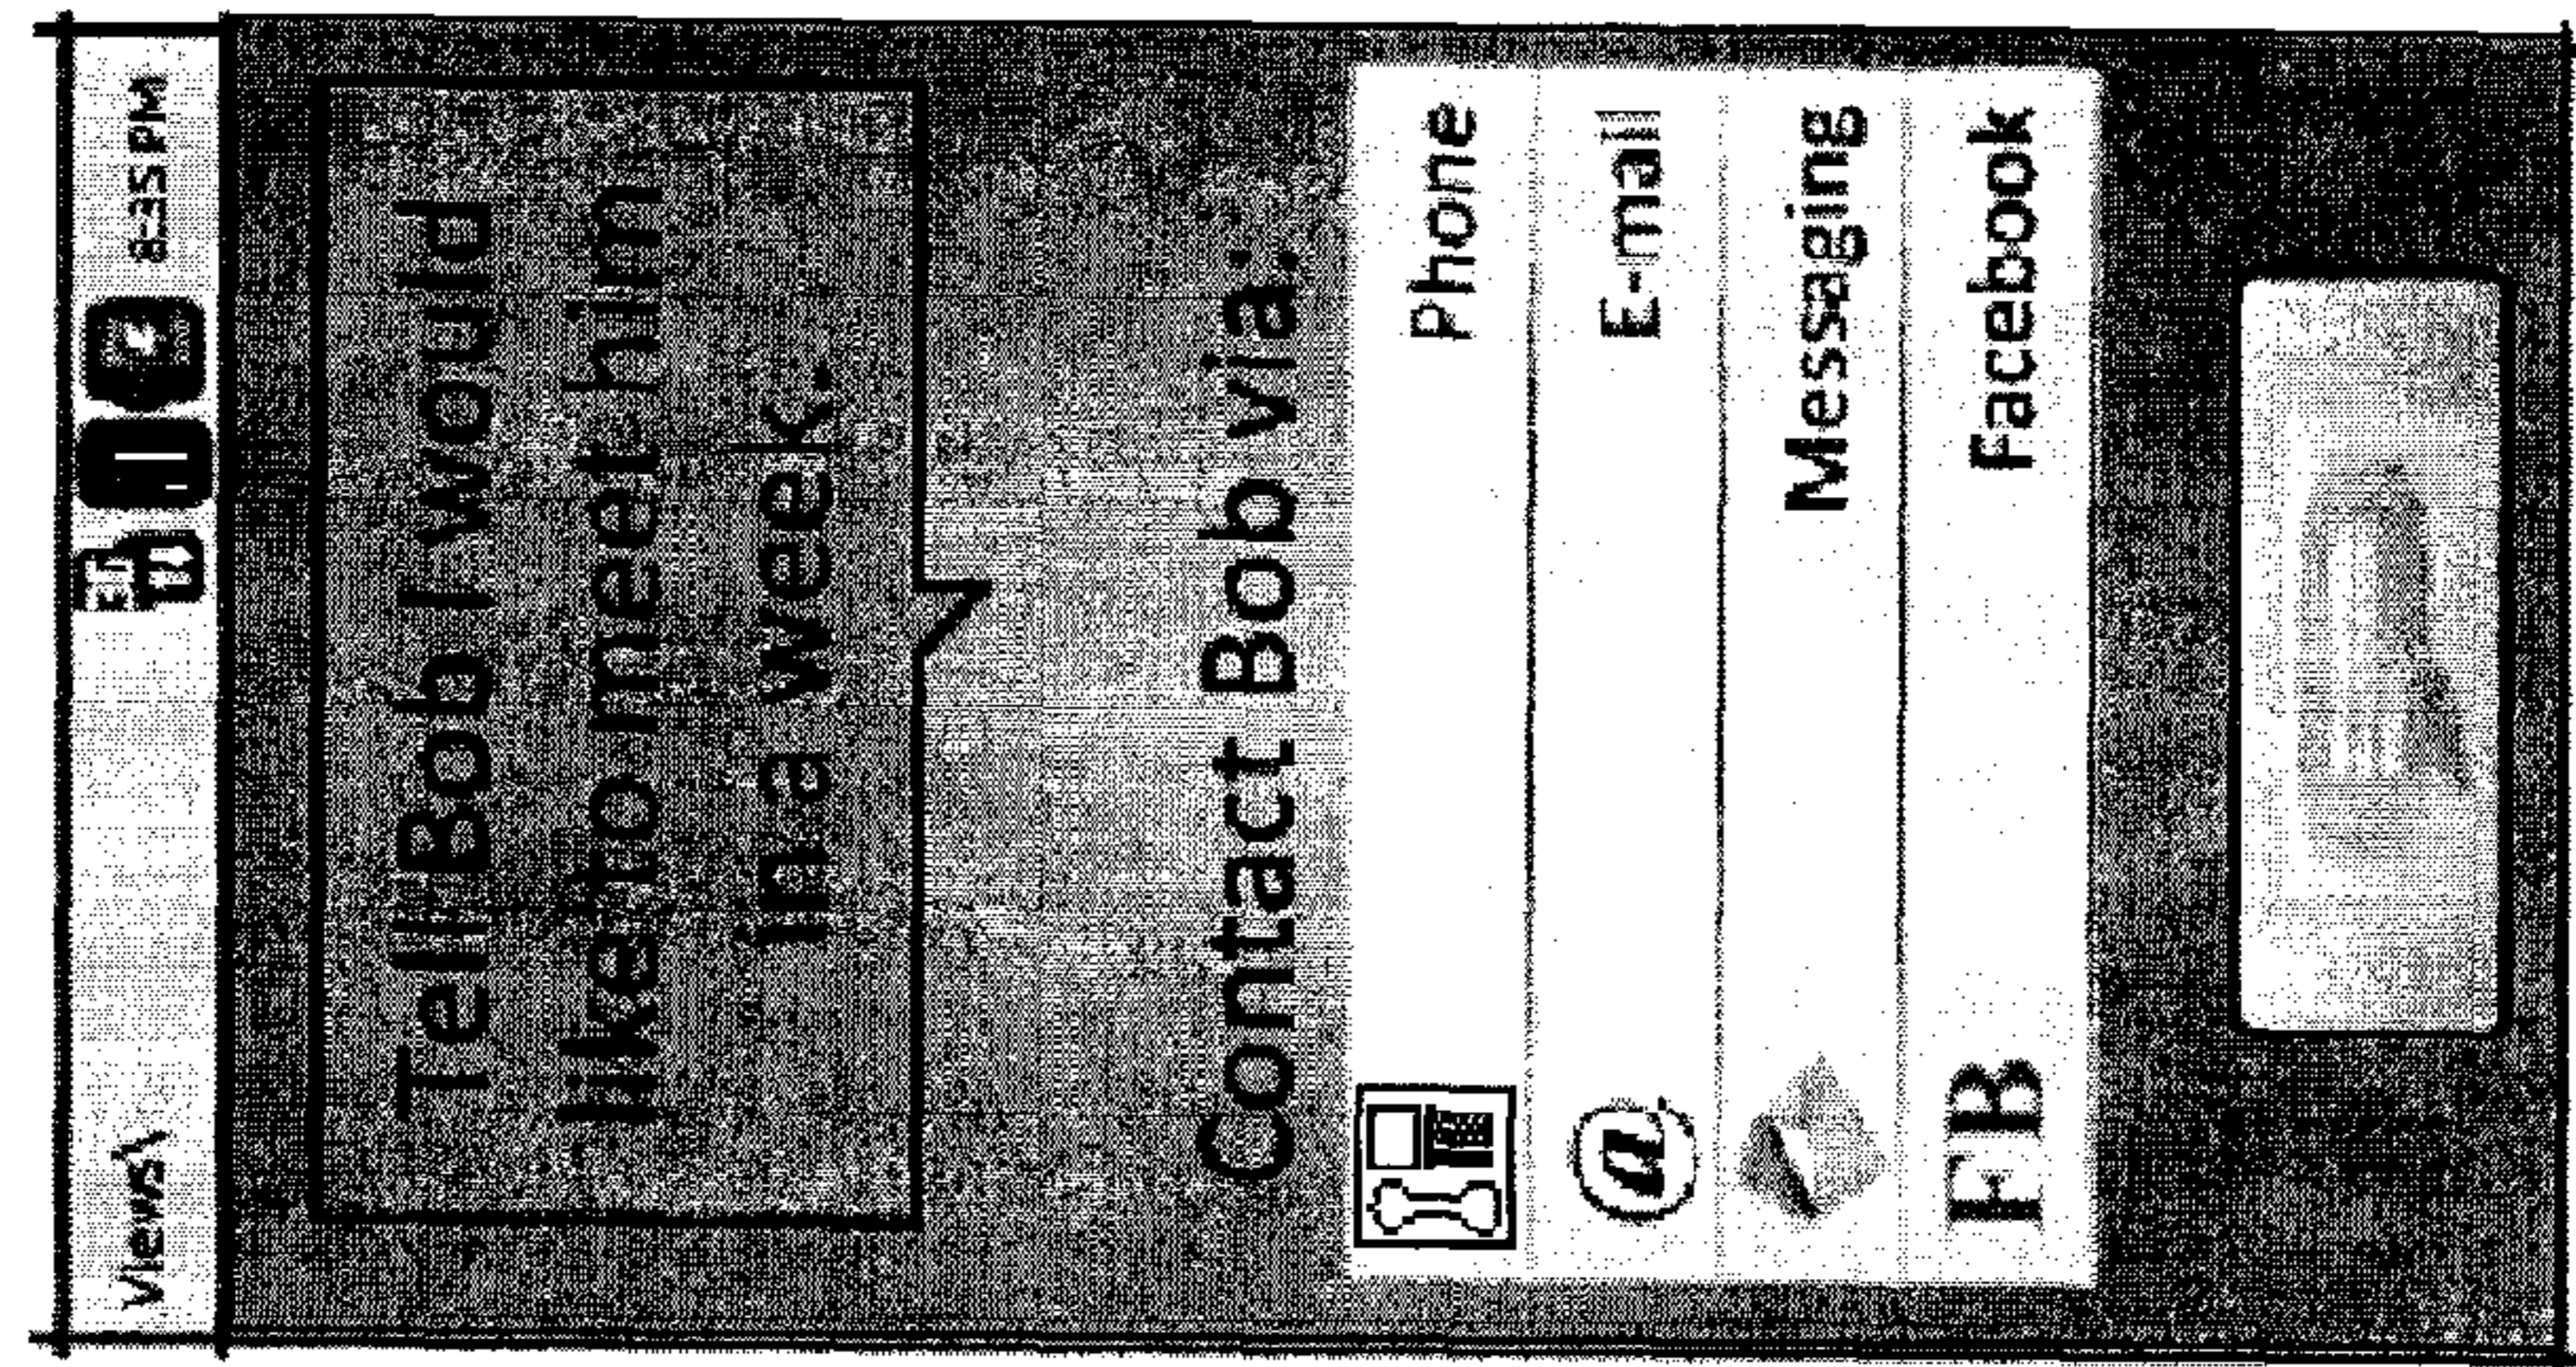 Views
8:35 PM
Tell Bob I would
like to meet him
in a week.
Contact Bob via:
Phone
@ E-mail
Messaging
FB Facebook